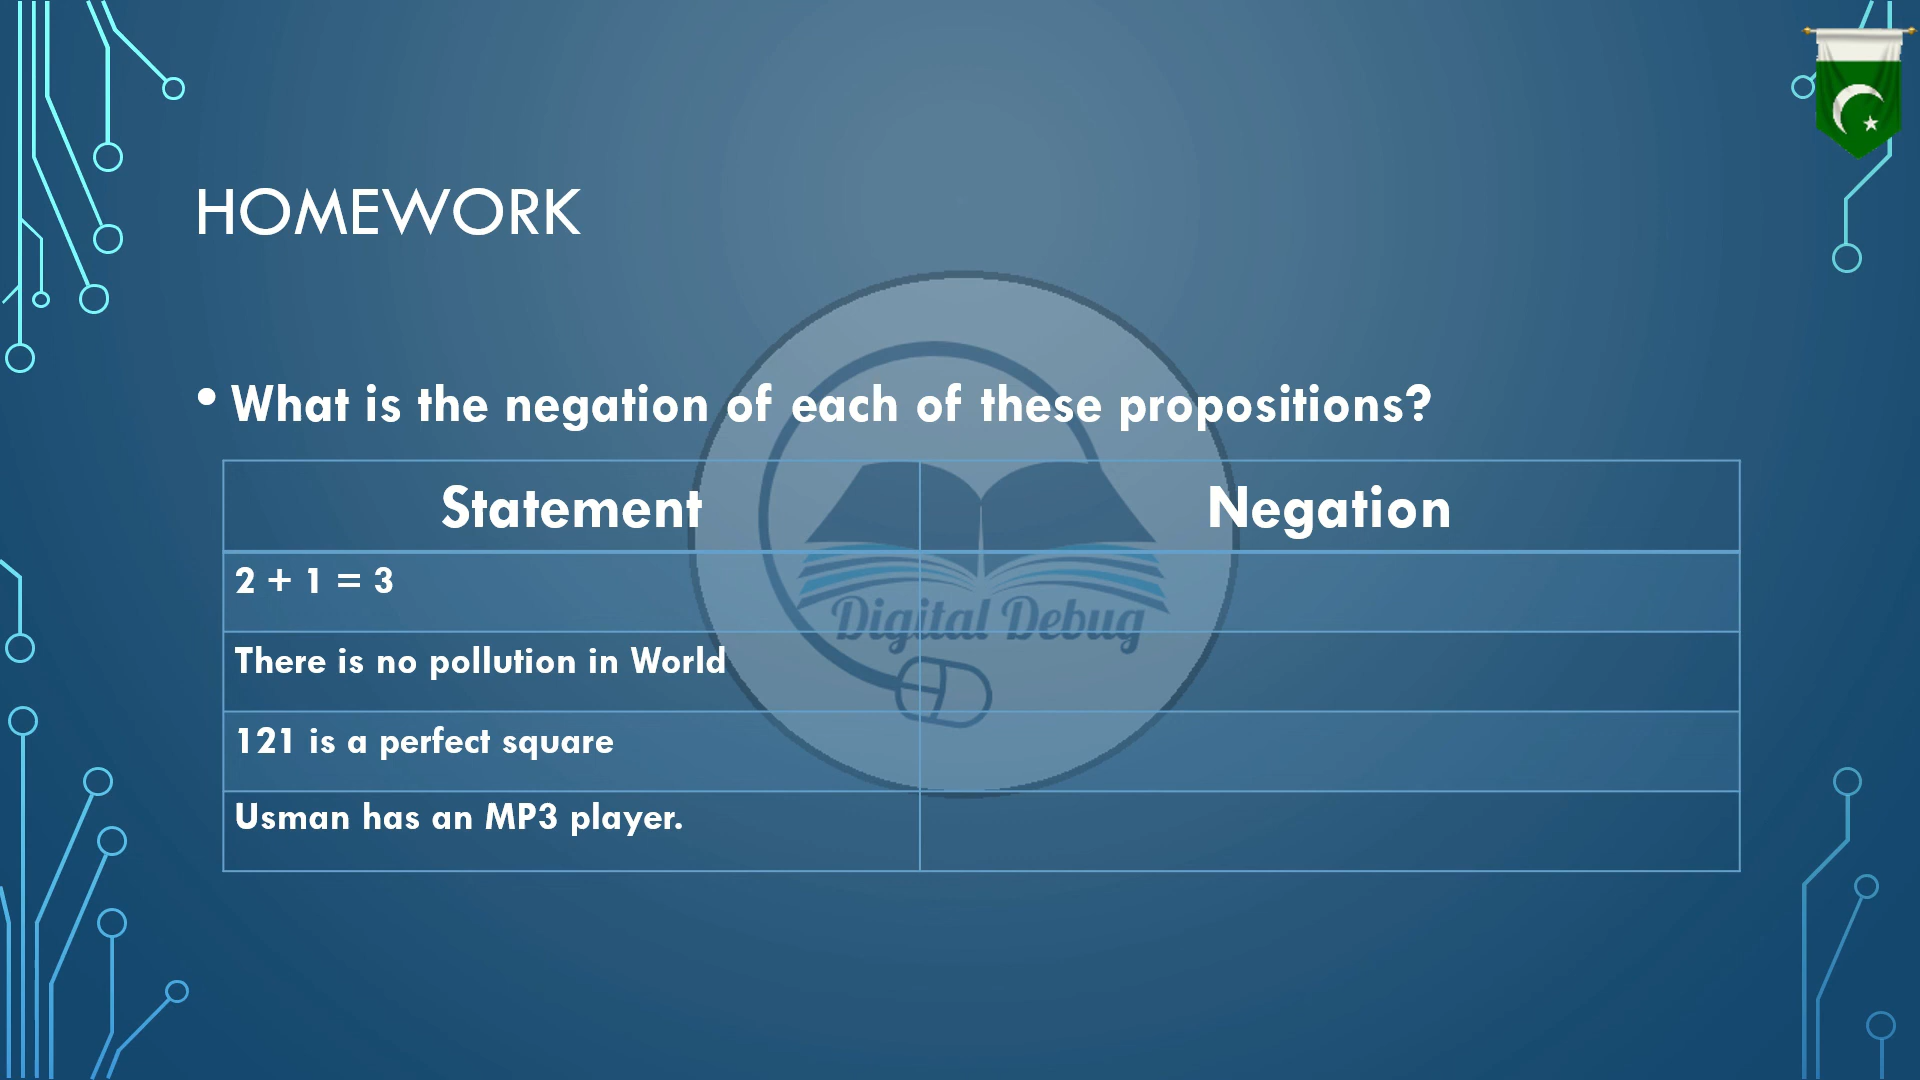 HOMEWORK
• What is the negation of each of these propositions?
Statement Negation
2 + 1 = 3
There is no pollution in World
121 is a perfect square
Usman has an MP3 player.
Digital Debug